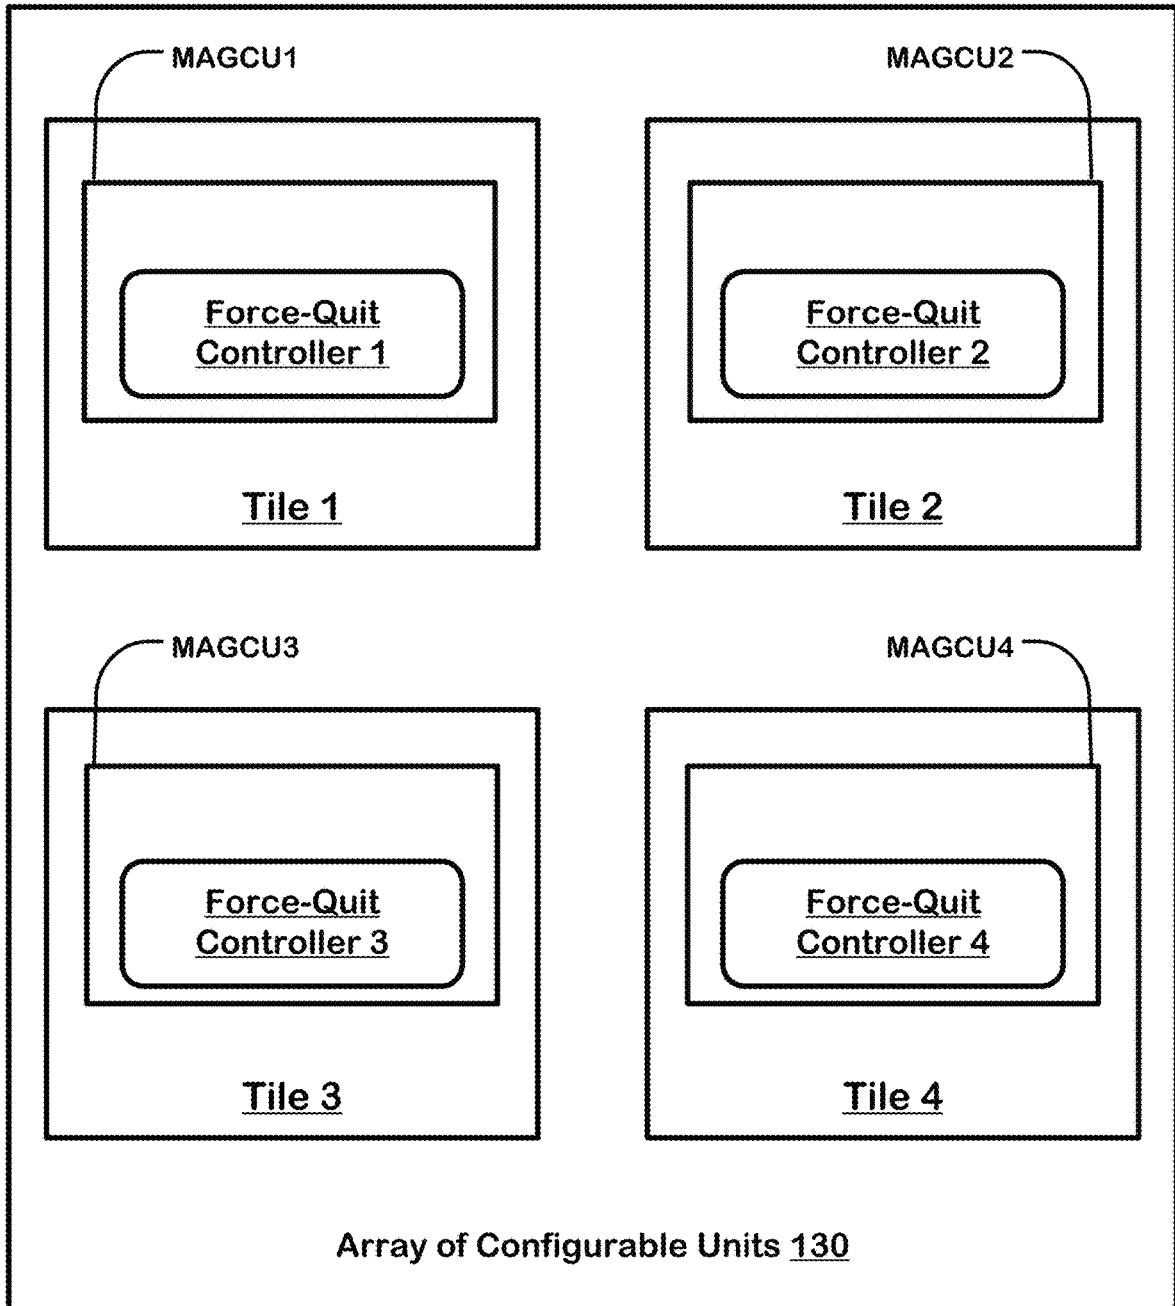 MAGCU1
MAGCU2
Force-Quit
Controller 1
Force-Quit
Controller 2
Tile 1
Tile 2
MAGCU3
MAGCU4
Force-Quit
Controller 3
Force-Quit
Controller 4
Tile 3
Tile 4
Array of Configurable Units 130